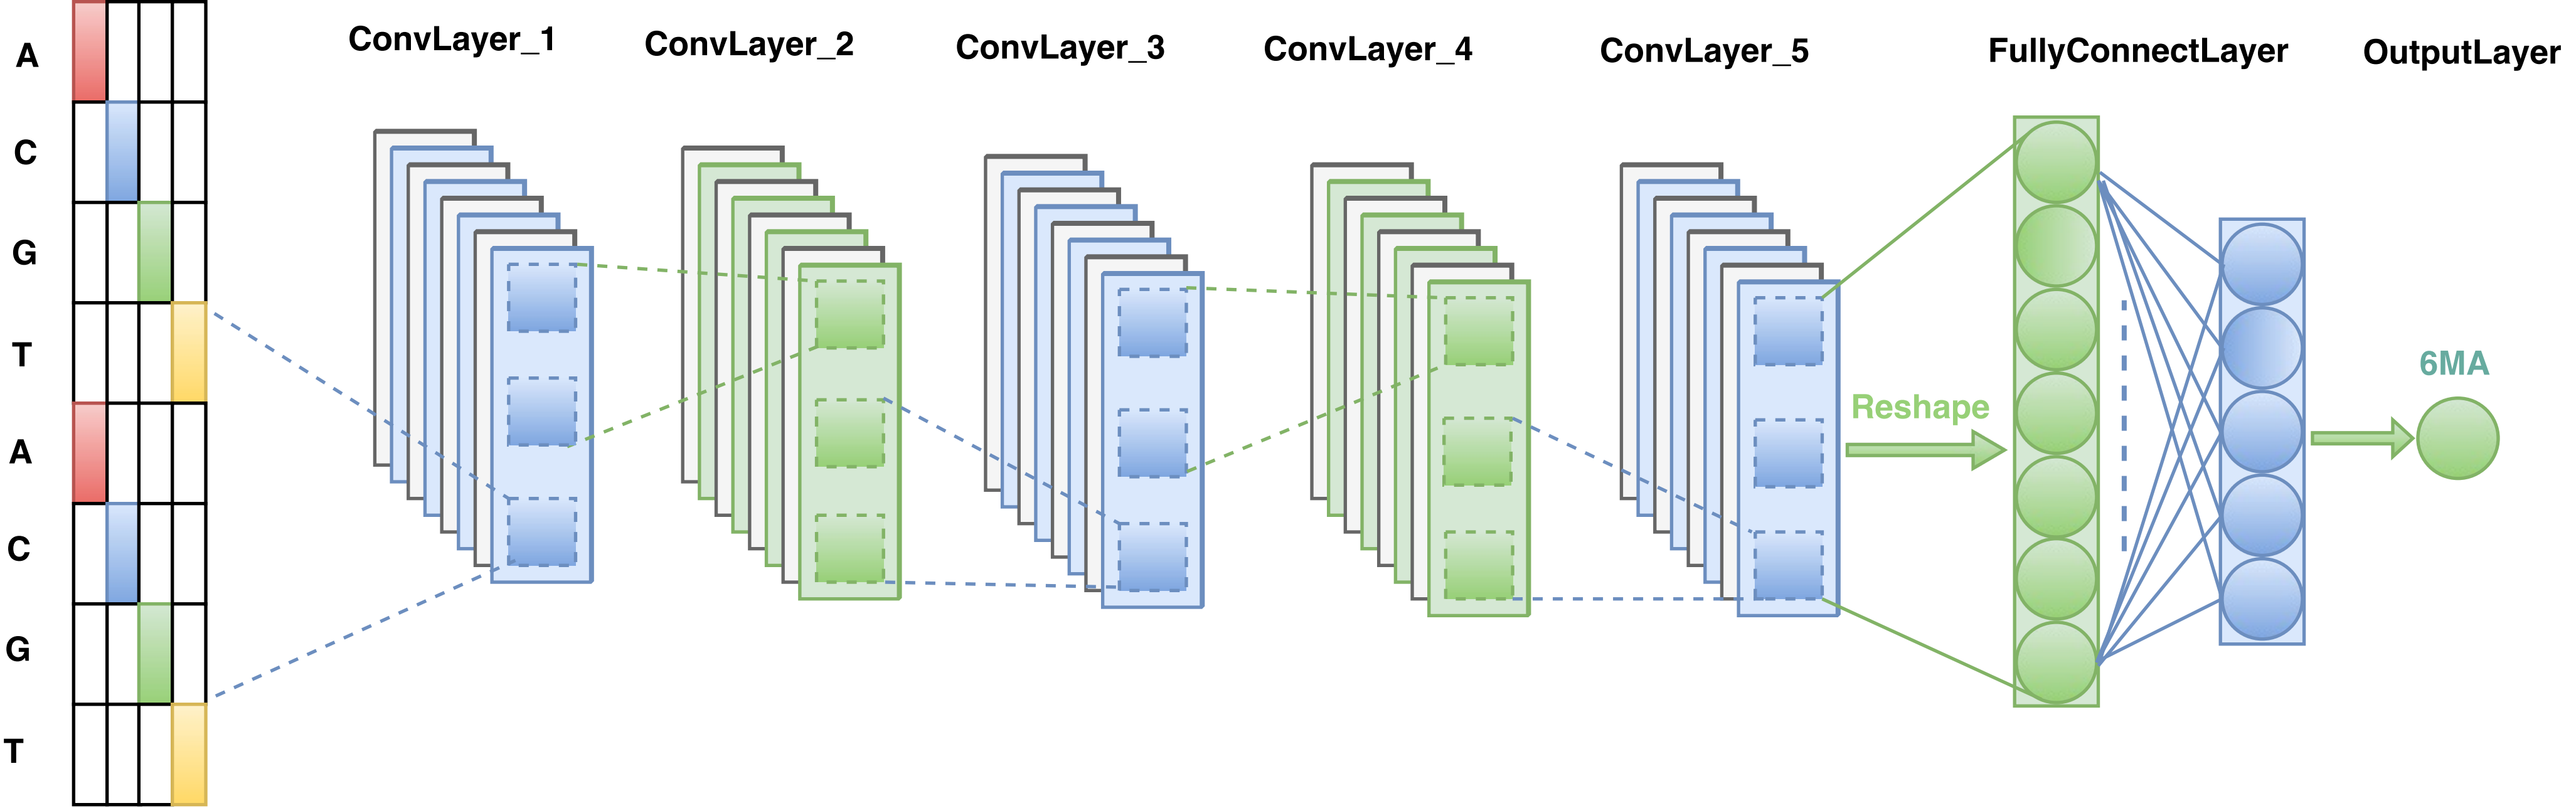 A
C
G
T
A
C
G
T
ConvLayer_1
ConvLayer_2
ConvLayer_3
ConvLayer_4
ConvLayer_5
FullyConnectLayer
OutputLayer
Reshape
6MA